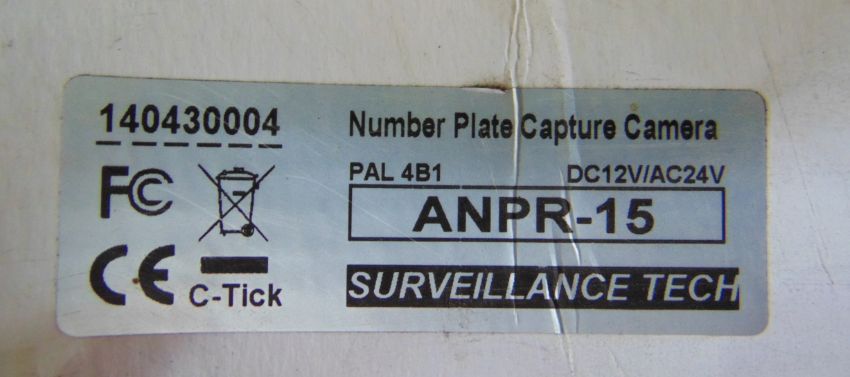 140430004
FC
CE
C-Tick
Number Plate Capture Camera
PAL 4B1 DC12V/AC24V
ANPR-15
SURVEILLANCE TECH